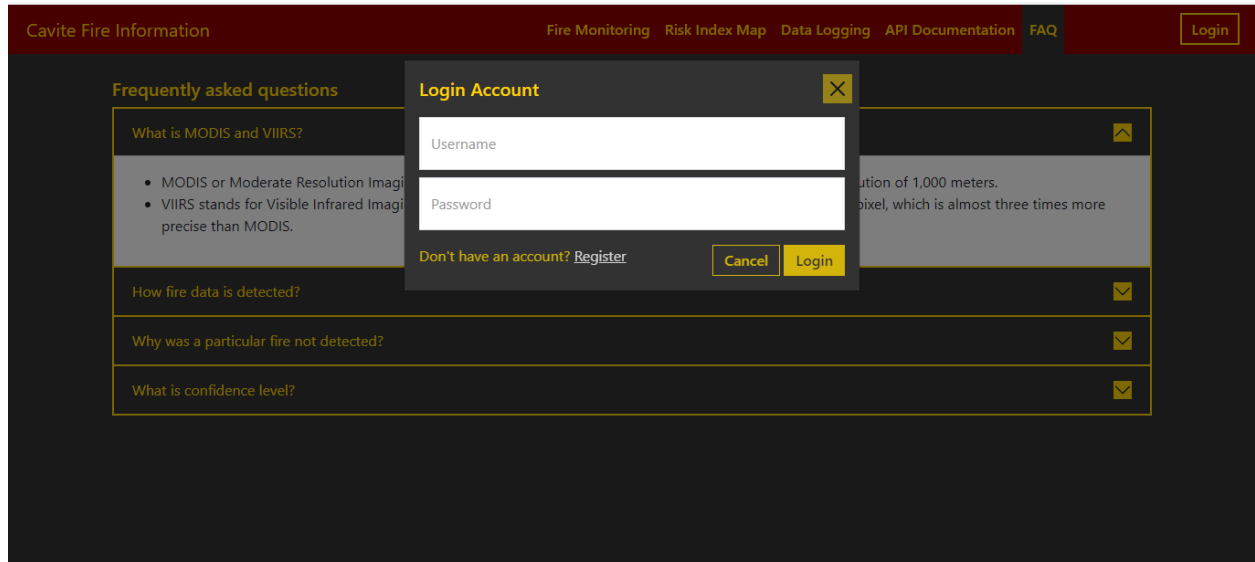 Cavite Fire Information
Fire Monitoring Risk Index Map Data Logging API Documentation FAQ Login
Frequently asked questions
Login Account
What is MODIS and VIIRS?
Username
MODIS or Moderate Resolution Imagi ution of 1,000 meters.
VIIRS stands for Visible Infrared Imagi pixel, which is almost three times more
Password
precise than MODIS.
Don't have an account? Register Cancel Login
How fire data is detected?
Why was a particular fire not detected?
What is confidence level?